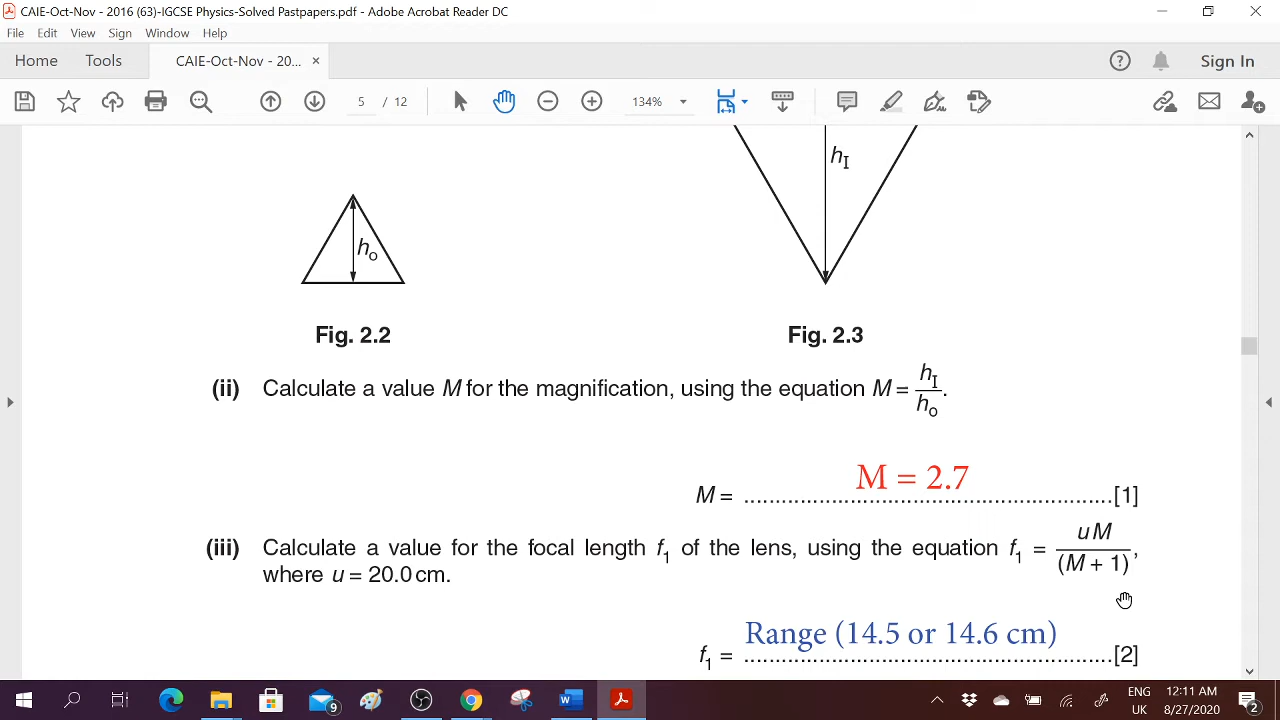 CAIE-Oct-Nov - 2016 (63)-IGCSE Physics-Solved Pastpapers.pdf - Adobe Acrobat Reader DC
File Edit View Sign Window Help
Home Tools CAIE-Oct-Nov - 20... × ? Sign In
5 / 12 134%
hI
ho
Fig. 2.2 Fig. 2.3
(ii) Calculate a value M for the magnification, using the equation M = hI/ho.
M = 2.7
M = ..........................................................[1]
(iii) Calculate a value for the focal length f1 of the lens, using the equation f1 = uM/(M + 1),
where u = 20.0 cm.
Range (14.5 or 14.6 cm)
f1 = ..........................................................[2]
9 W ENG 12:11 AM
UK 8/27/2020 2